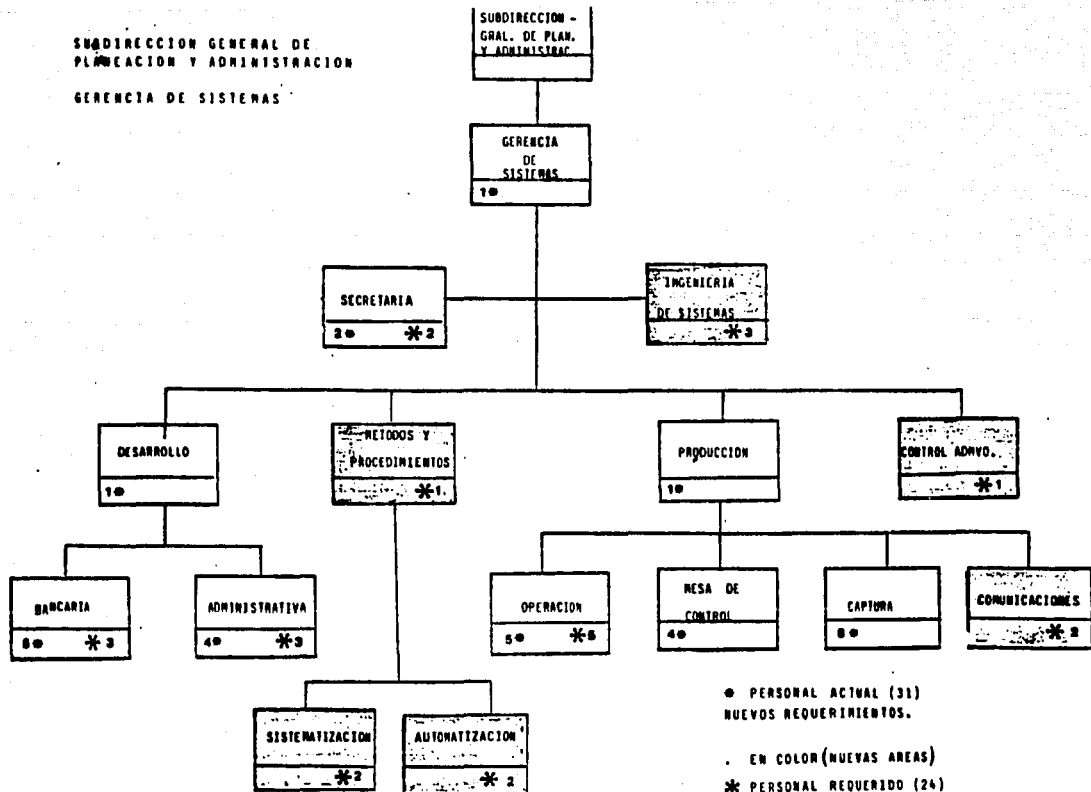 SUBDIRECCION GENERAL DE
PLANEACION Y ADMINISTRACION
GERENCIA DE SISTEMAS
SUBDIRECCION -
GRAL. DE PLAN.
Y ADMINISTRAC.
GERENCIA
DE
SISTEMAS
1●
SECRETARIA
2● *2
INGENIERIA
DE SISTEMAS
*3
DESARROLLO
1●
METODOS Y
PROCEDIMIENTOS
*1.
PRODUCCION
1●
CONTROL ADMVO.
*1
BANCARIA
5● *3
ADMINISTRATIVA
4● *3
OPERACION
5● *5
MESA DE
CONTROL
4●
CAPTURA
8●
COMUNICACIONES
*2
SISTEMATIZACION
*2
AUTOMATIZACION
*2
● PERSONAL ACTUAL (31)
NUEVOS REQUERIMIENTOS.
. EN COLOR (NUEVAS AREAS)
* PERSONAL REQUERIDO (24)